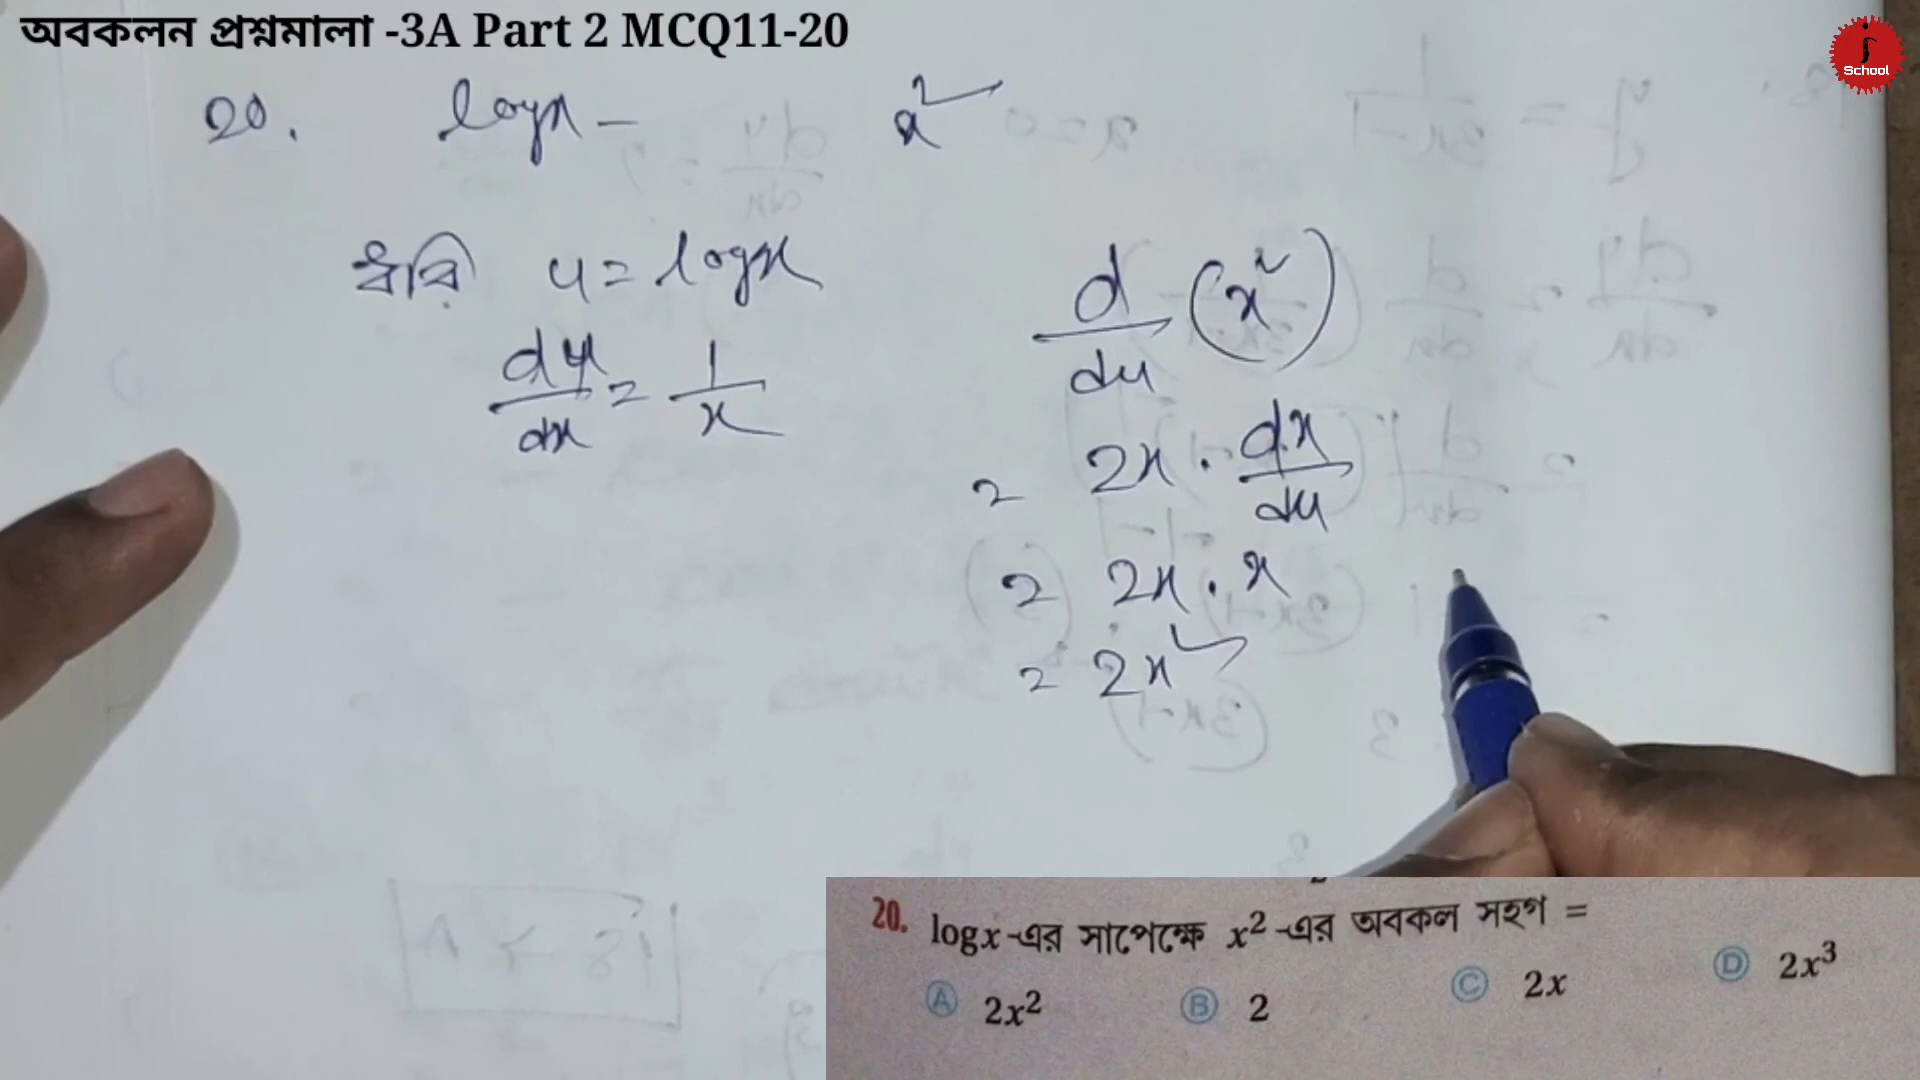 অবকলন প্রশ্নমালা -3A Part 2 MCQ11-20
School
20. logx - x²
ধরি u = logx
du/dx = 1/x
d/du (x²)
= 2x . dx/du
= 2x . x
= 2x²
20. logx-এর সাপেক্ষে x²-এর অবকল সহগ =
Ⓐ 2x² Ⓑ 2 Ⓒ 2x Ⓓ 2x³